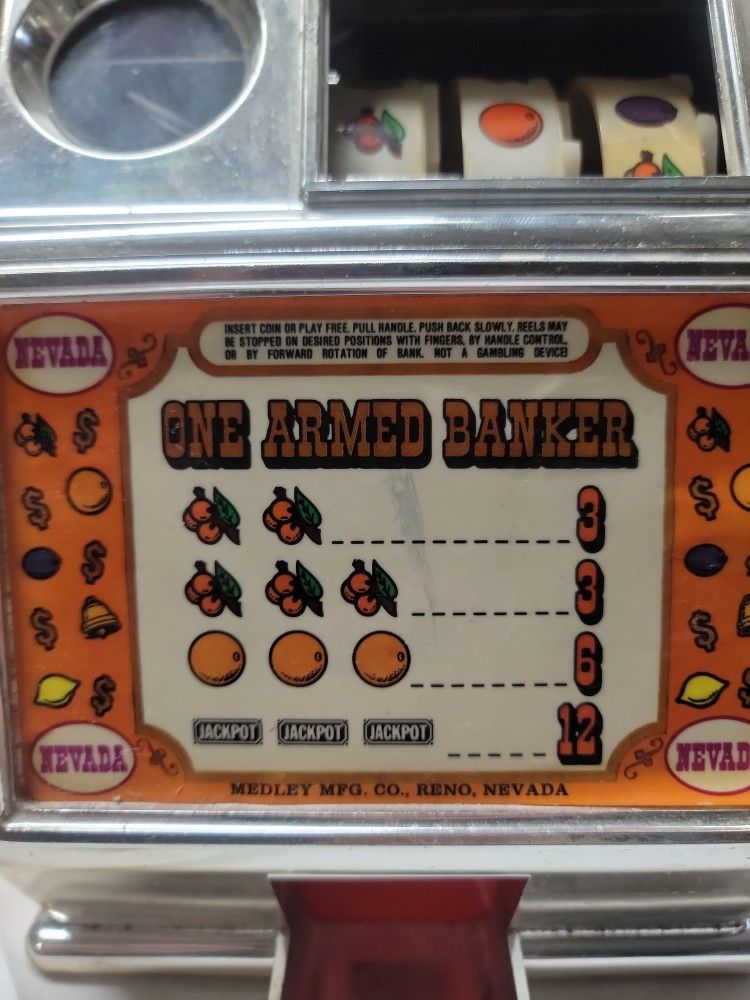 INSERT COIN OR PLAY FREE. PULL HANDLE, PUSH BACK SLOWLY. REELS MAY
BE STOPPED ON DESIRED POSITIONS WITH FINGERS, BY HANDLE CONTROL,
OR BY FORWARD ROTATION OF BANK. NOT A GAMBLING DEVICE!
NEVADA
NEVA
ONE ARMED BANKER
3
3
6
JACKPOT JACKPOT JACKPOT 12
NEVADA
NEVAD
MEDLEY MFG. CO., RENO, NEVADA